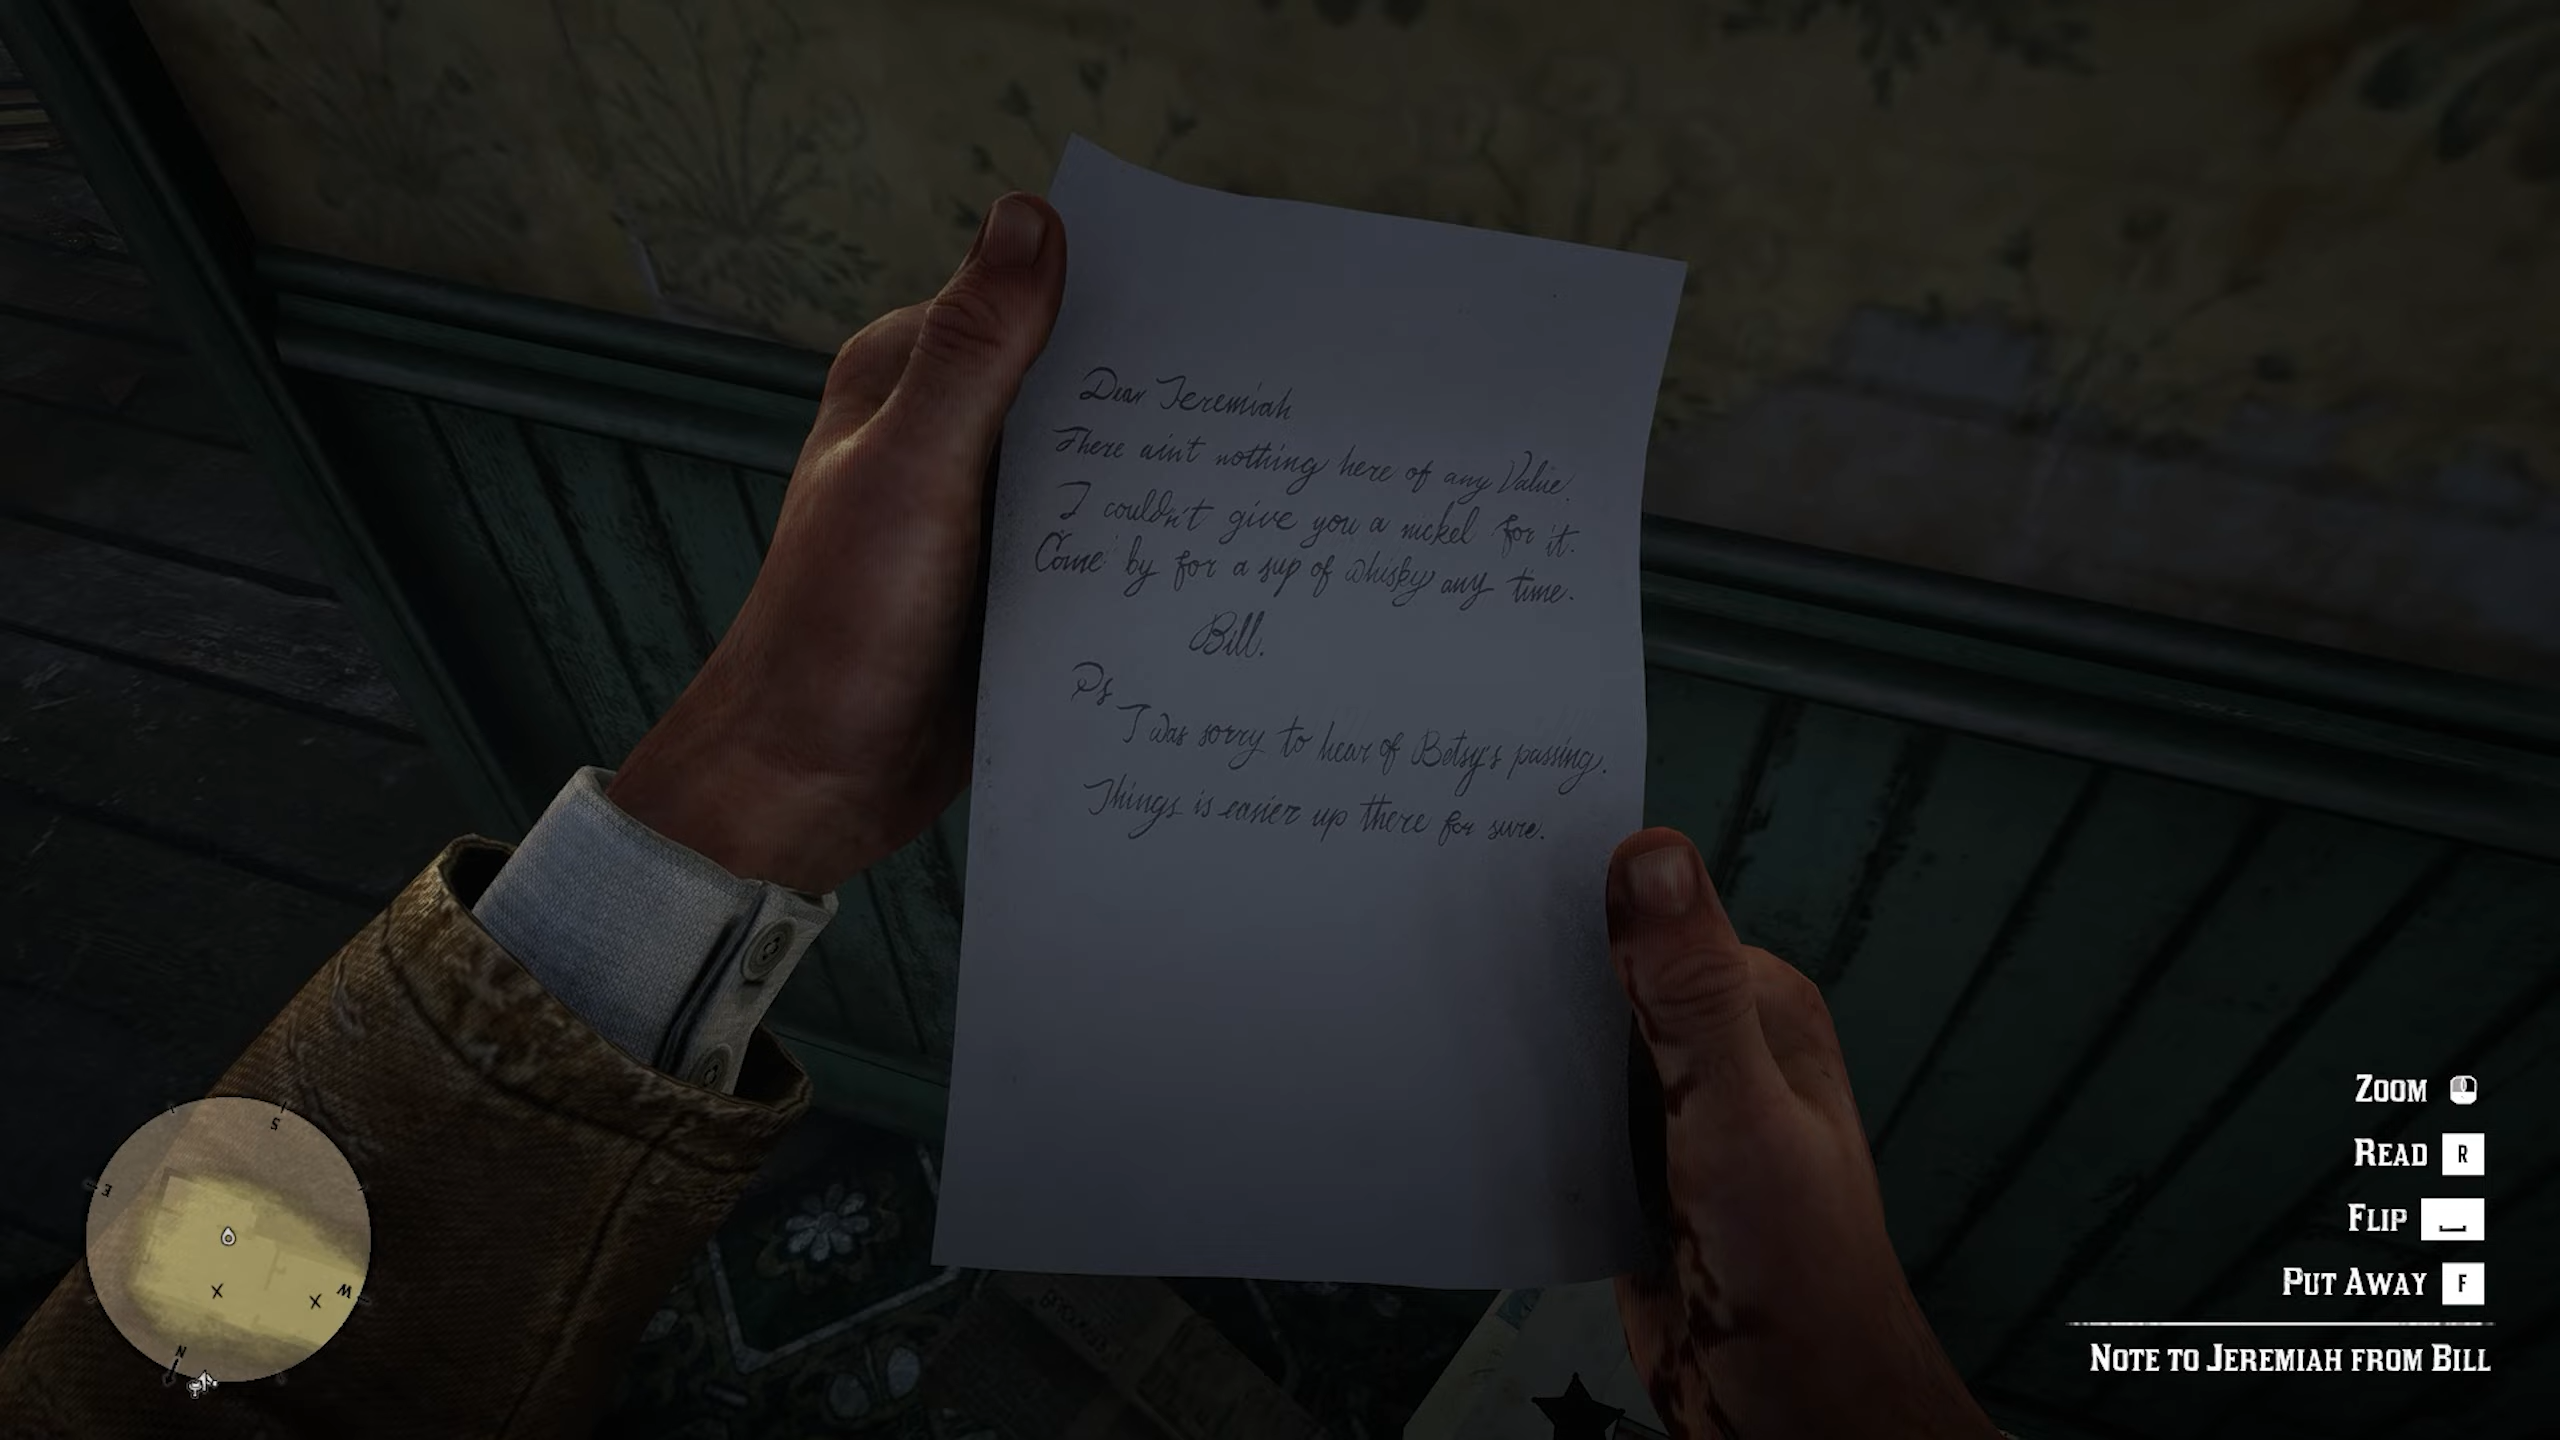 Dear Jeremiah
There ain't nothing here of any Value.
I couldn't give you a nickel for it.
Come by for a sup of whisky any time.
Bill.
Ps
I was sorry to hear of Betsy's passing.
Things is easier up there for sure.
S
E
W
N
ZOOM
READ R
FLIP
PUT AWAY F
NOTE TO JEREMIAH FROM BILL